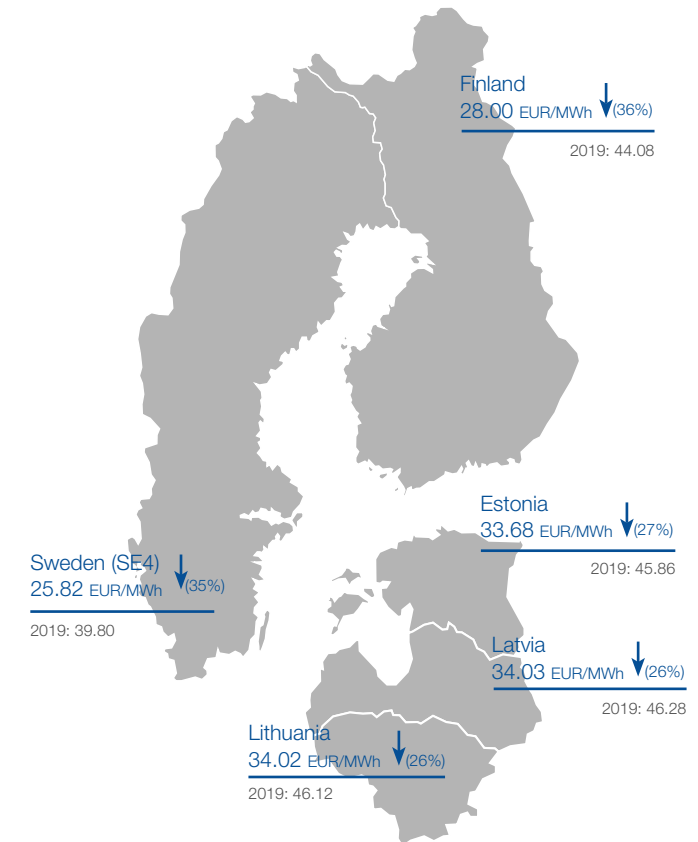 Finland
28.00 EUR/MWh (36%)
2019: 44.08
Estonia
33.68 EUR/MWh (27%)
2019: 45.86
Sweden (SE4)
25.82 EUR/MWh (35%)
2019: 39.80
Latvia
34.03 EUR/MWh (26%)
2019: 46.28
Lithuania
34.02 EUR/MWh (26%)
2019: 46.12